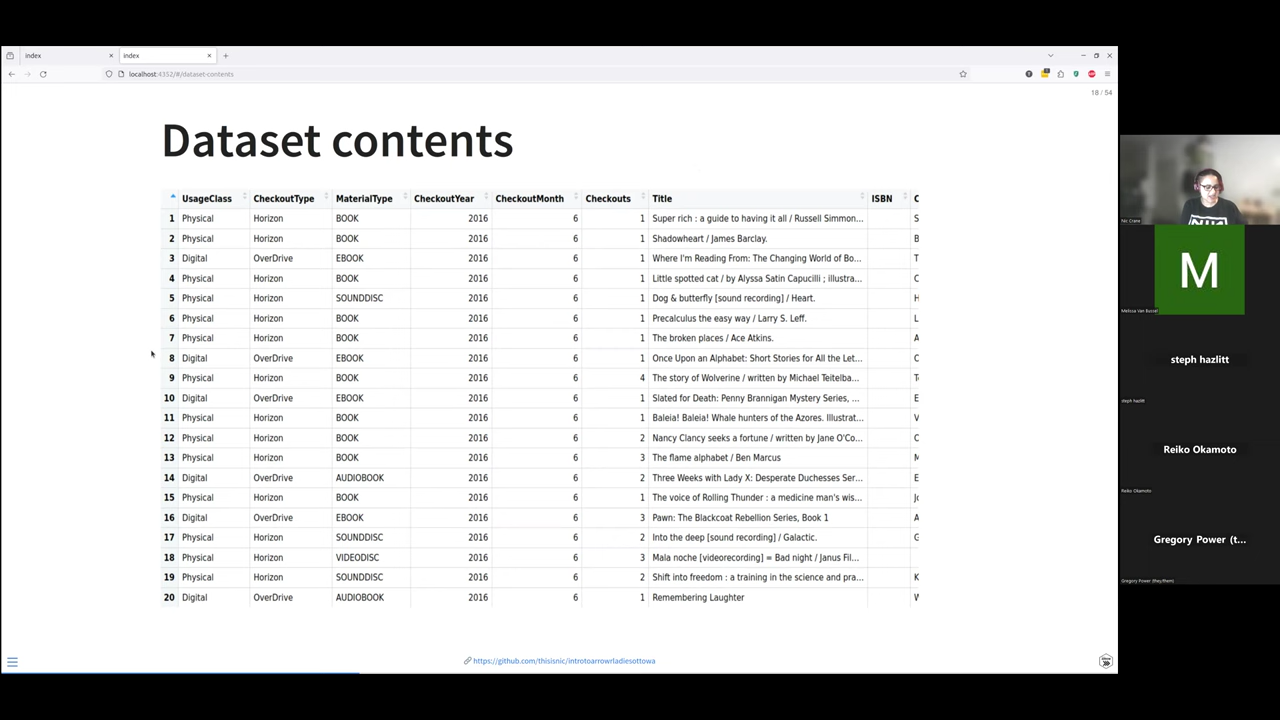 index
index
localhost:4352/#/dataset-contents
18 / 54
Dataset contents
UsageClass CheckoutType MaterialType CheckoutYear CheckoutMonth Checkouts Title ISBN C
1 Physical Horizon BOOK 2016 6 1 Super rich : a guide to having it all / Russell Simmon... S
2 Physical Horizon BOOK 2016 6 1 Shadowheart / James Barclay. B
3 Digital OverDrive EBOOK 2016 6 1 Where I'm Reading From: The Changing World of Bo... T
4 Physical Horizon BOOK 2016 6 1 Little spotted cat / by Alyssa Satin Capucilli ; illustra... C
5 Physical Horizon SOUNDDISC 2016 6 1 Dog & butterfly [sound recording] / Heart. H
6 Physical Horizon BOOK 2016 6 1 Precalculus the easy way / Larry S. Leff. L
7 Physical Horizon BOOK 2016 6 1 The broken places / Ace Atkins. A
8 Digital OverDrive EBOOK 2016 6 1 Once Upon an Alphabet: Short Stories for All the Let... O
9 Physical Horizon BOOK 2016 6 4 The story of Wolverine / written by Michael Teitelba... Te
10 Digital OverDrive EBOOK 2016 6 1 Slated for Death: Penny Brannigan Mystery Series, ... E
11 Physical Horizon BOOK 2016 6 1 Baleia! Baleia! Whale hunters of the Azores. Illustrat... V
12 Physical Horizon BOOK 2016 6 2 Nancy Clancy seeks a fortune / written by Jane O'Co... O
13 Physical Horizon BOOK 2016 6 3 The flame alphabet / Ben Marcus M
14 Digital OverDrive AUDIOBOOK 2016 6 2 Three Weeks with Lady X: Desperate Duchesses Ser... E
15 Physical Horizon BOOK 2016 6 1 The voice of Rolling Thunder : a medicine man's wis... Jo
16 Digital OverDrive EBOOK 2016 6 3 Pawn: The Blackcoat Rebellion Series, Book 1 A
17 Physical Horizon SOUNDDISC 2016 6 2 Into the deep [sound recording] / Galactic. G
18 Physical Horizon VIDEODISC 2016 6 3 Mala noche [videorecording] = Bad night / Janus Fil...
19 Physical Horizon SOUNDDISC 2016 6 2 Shift into freedom : a training in the science and pra... K
20 Digital OverDrive AUDIOBOOK 2016 6 1 Remembering Laughter W
https://github.com/thisisnic/introtoarrowrladiesottowa
Nic Crane
M
Melissa Van Bussel
steph hazlitt
steph hazlitt
Reiko Okamoto
Reiko Okamoto
Gregory Power (t...
Gregory Power (they/them)